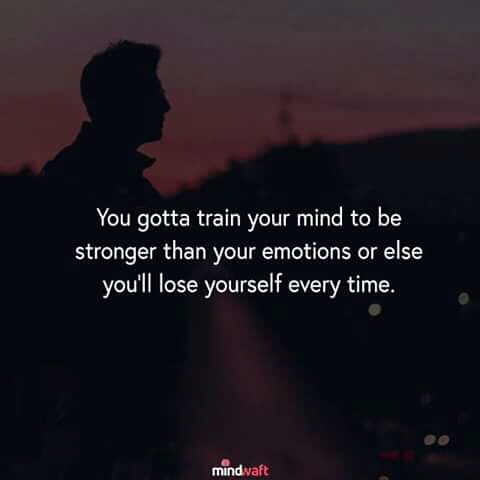 You gotta train your mind to be
stronger than your emotions or else
you'll lose yourself every time.
mindwaft